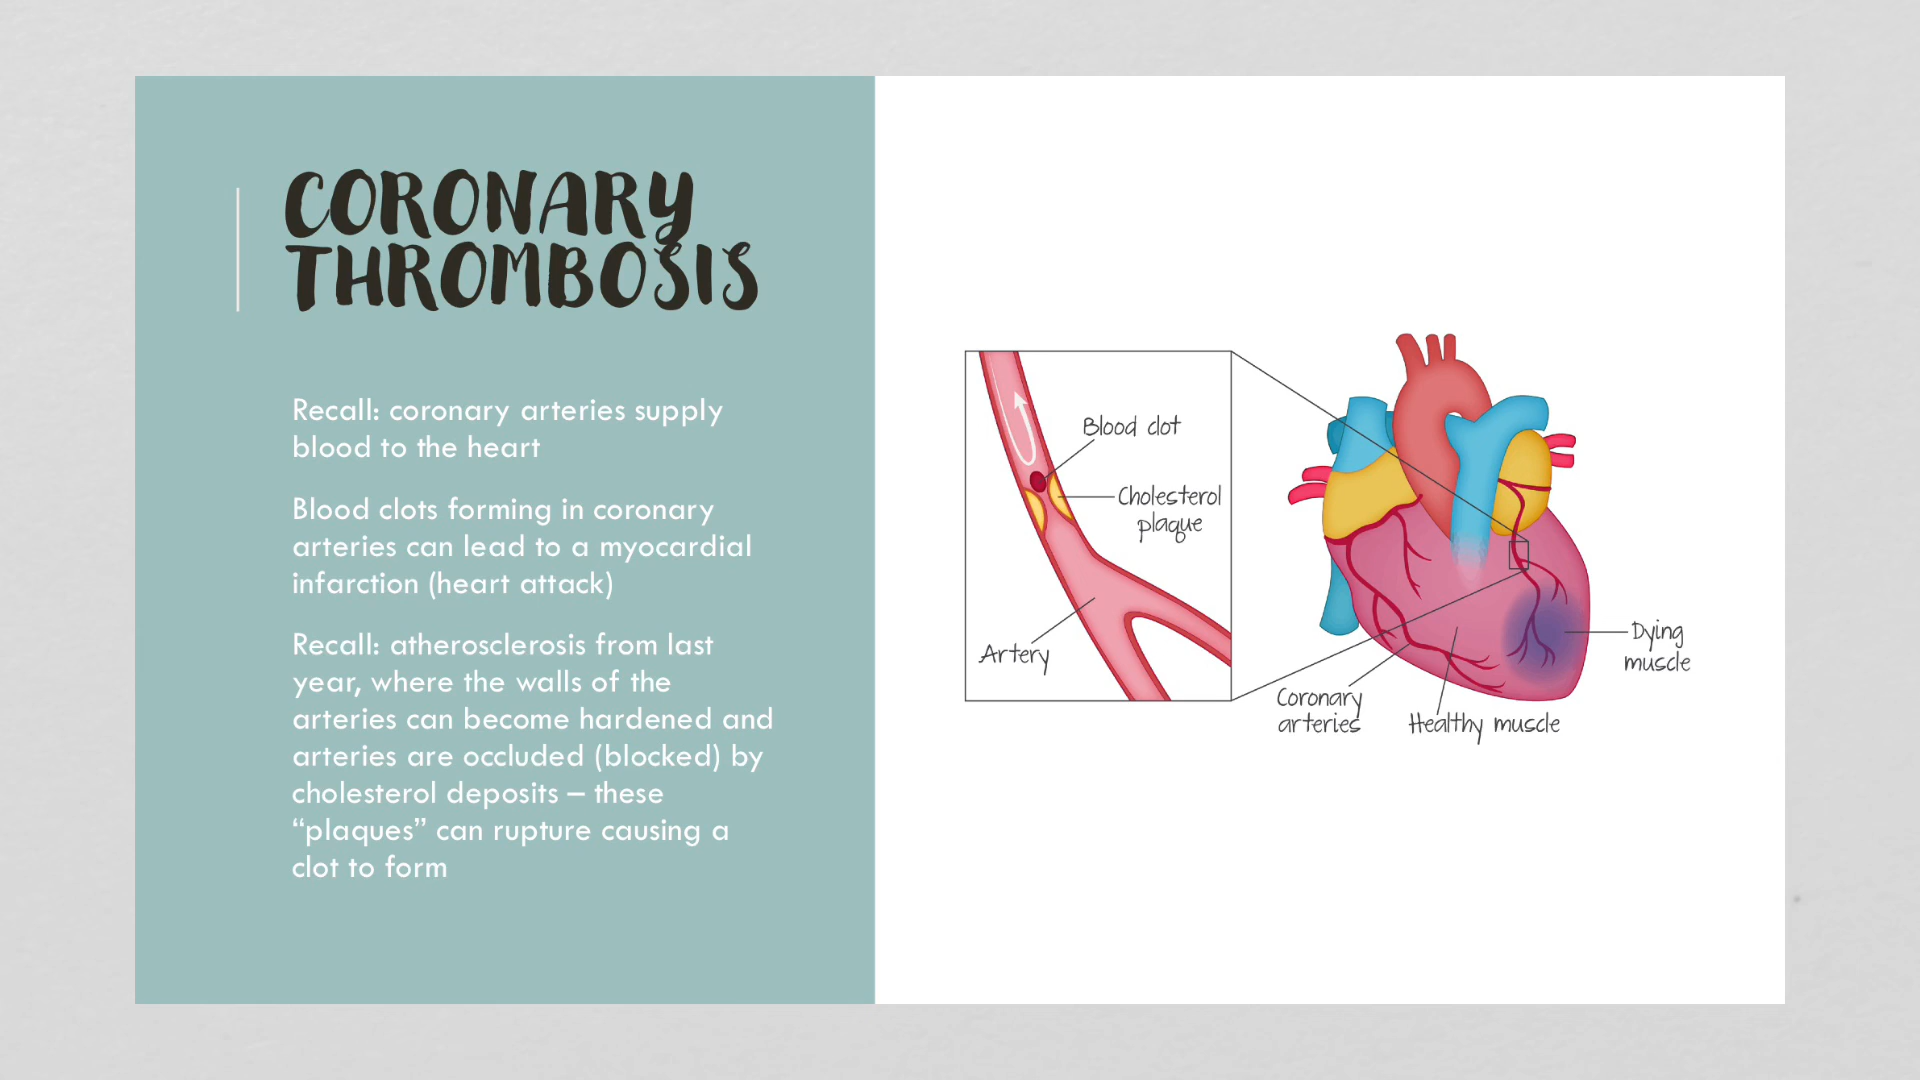 CORONARY
THROMBOSIS
Recall: coronary arteries supply
blood to the heart
Blood clots forming in coronary
arteries can lead to a myocardial
infarction (heart attack)
Recall: atherosclerosis from last
year, where the walls of the
arteries can become hardened and
arteries are occluded (blocked) by
cholesterol deposits – these
“plaques” can rupture causing a
clot to form
Blood clot
Cholesterol
plaque
Artery
Coronary
arteries
Healthy muscle
Dying
muscle